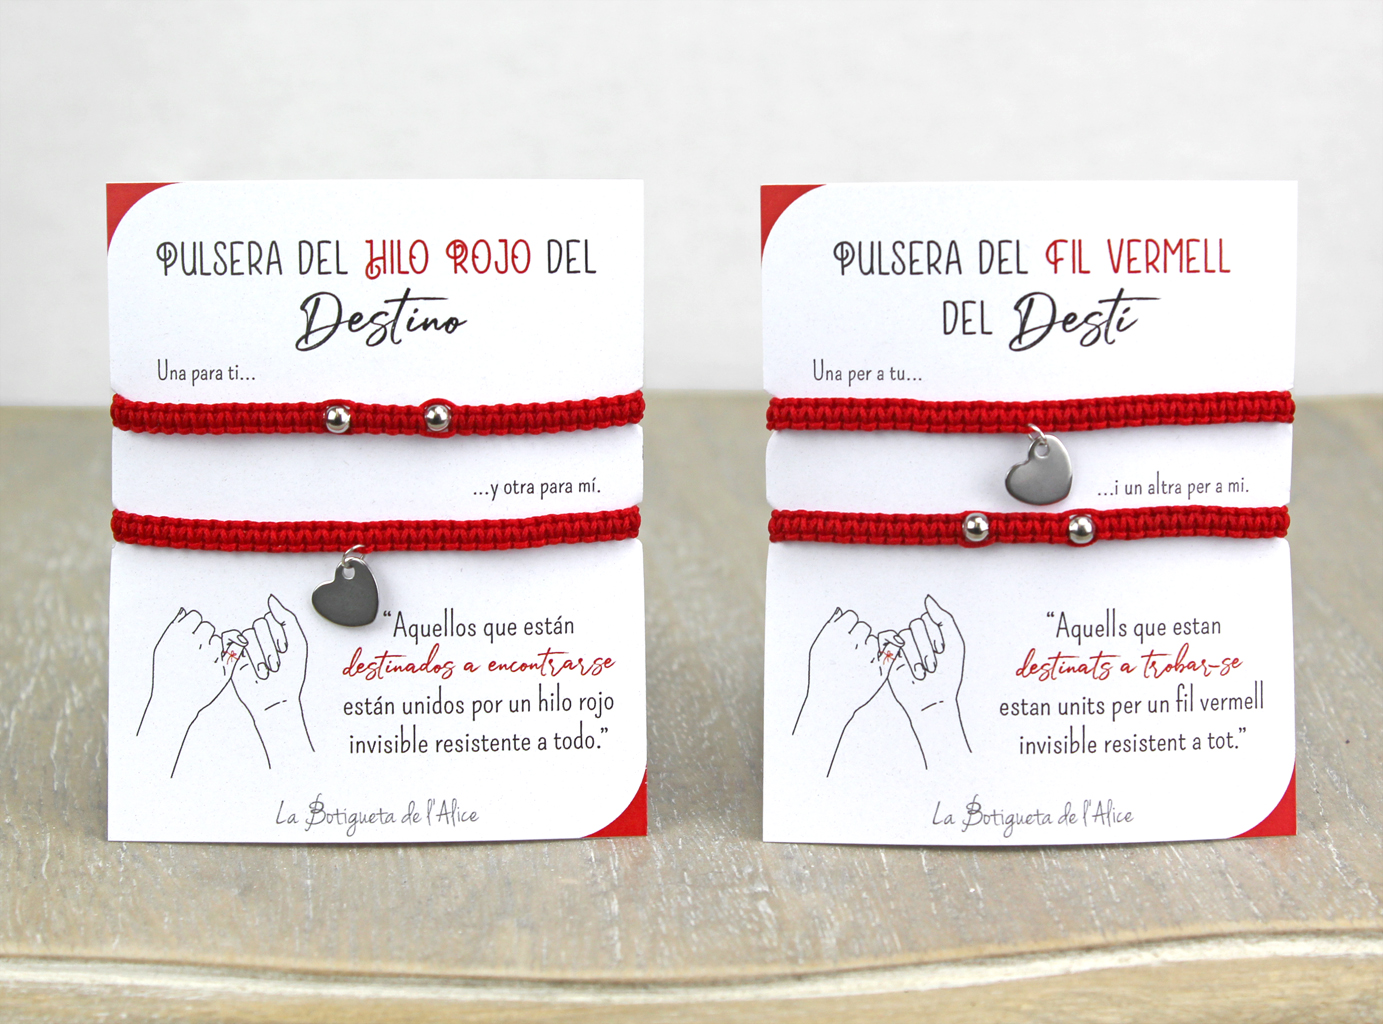 PULSERA DEL HILO ROJO DEL
Destino
Una para ti...
...y otra para mí.
“Aquellos que están
destinados a encontrarse
están unidos por un hilo rojo
invisible resistente a todo.”
La Botigueta de l'Alice
PULSERA DEL FIL VERMELL
DEL Destí
Una per a tu...
...i un altra per a mi.
“Aquells que estan
destinats a trobar-se
estan units per un fil vermell
invisible resistent a tot.”
La Botigueta de l'Alice